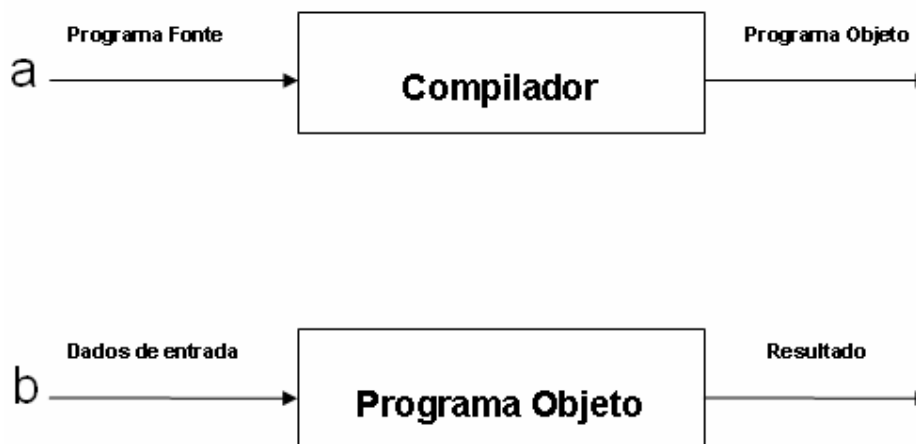 Programa Fonte
Programa Objeto
a
Compilador
Dados de entrada
Resultado
b
Programa Objeto